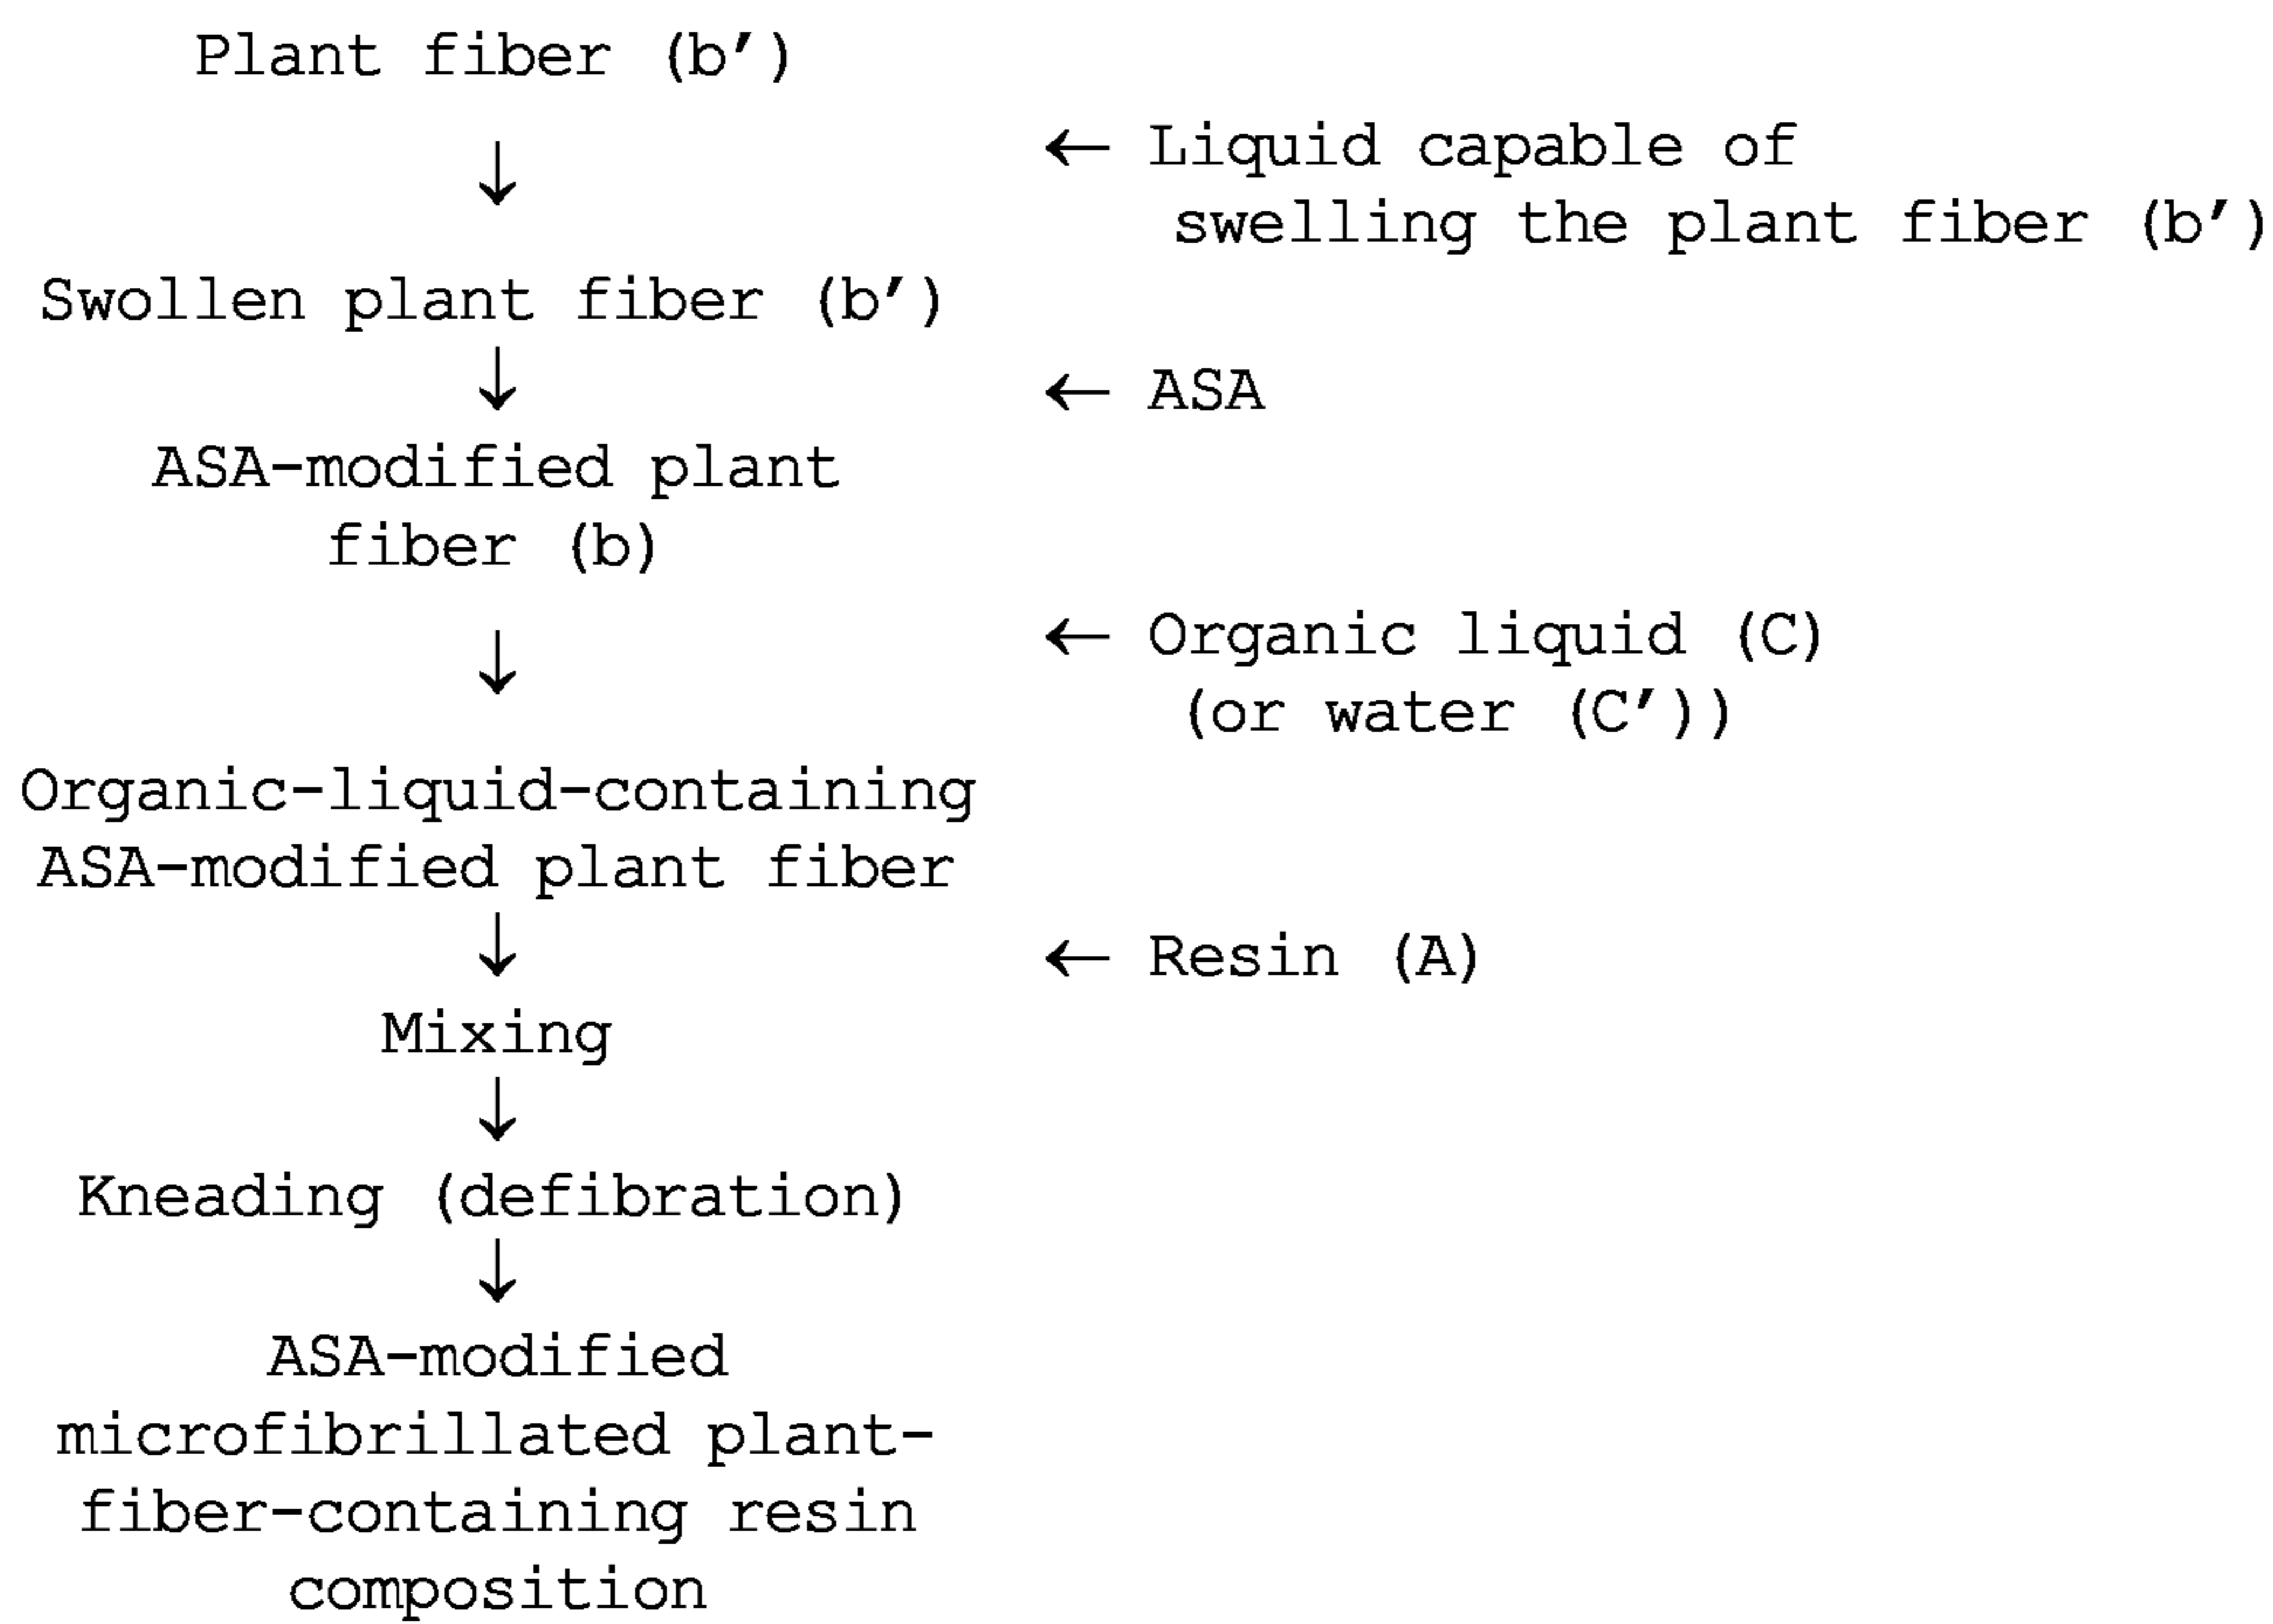 Plant fiber (b’)
↓
← Liquid capable of
swelling the plant fiber (b’)
Swollen plant fiber (b’)
↓
← ASA
ASA-modified plant
fiber (b)
↓
← Organic liquid (C)
(or water (C’))
Organic-liquid-containing
ASA-modified plant fiber
↓
← Resin (A)
Mixing
↓
Kneading (defibration)
↓
ASA-modified
microfibrillated plant-
fiber-containing resin
composition